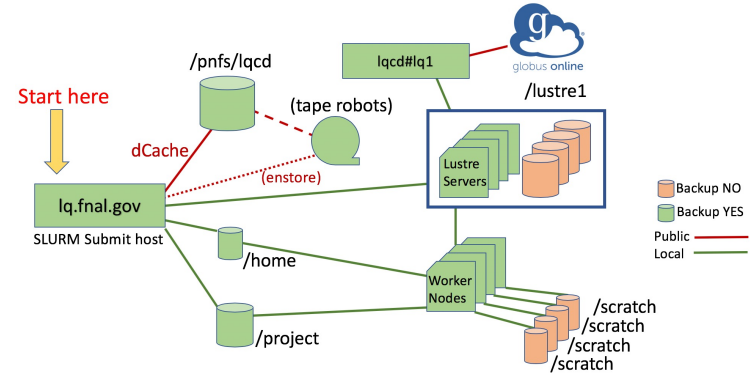 /pnfs/lqcd
lqcd#lq1
g
globus online
/lustre1
Start here
(tape robots)
dCache
(enstore)
Lustre
Servers
lq.fnal.gov
SLURM Submit host
/home
/project
Worker
Nodes
/scratch
/scratch
/scratch
/scratch
Backup NO
Backup YES
Public
Local